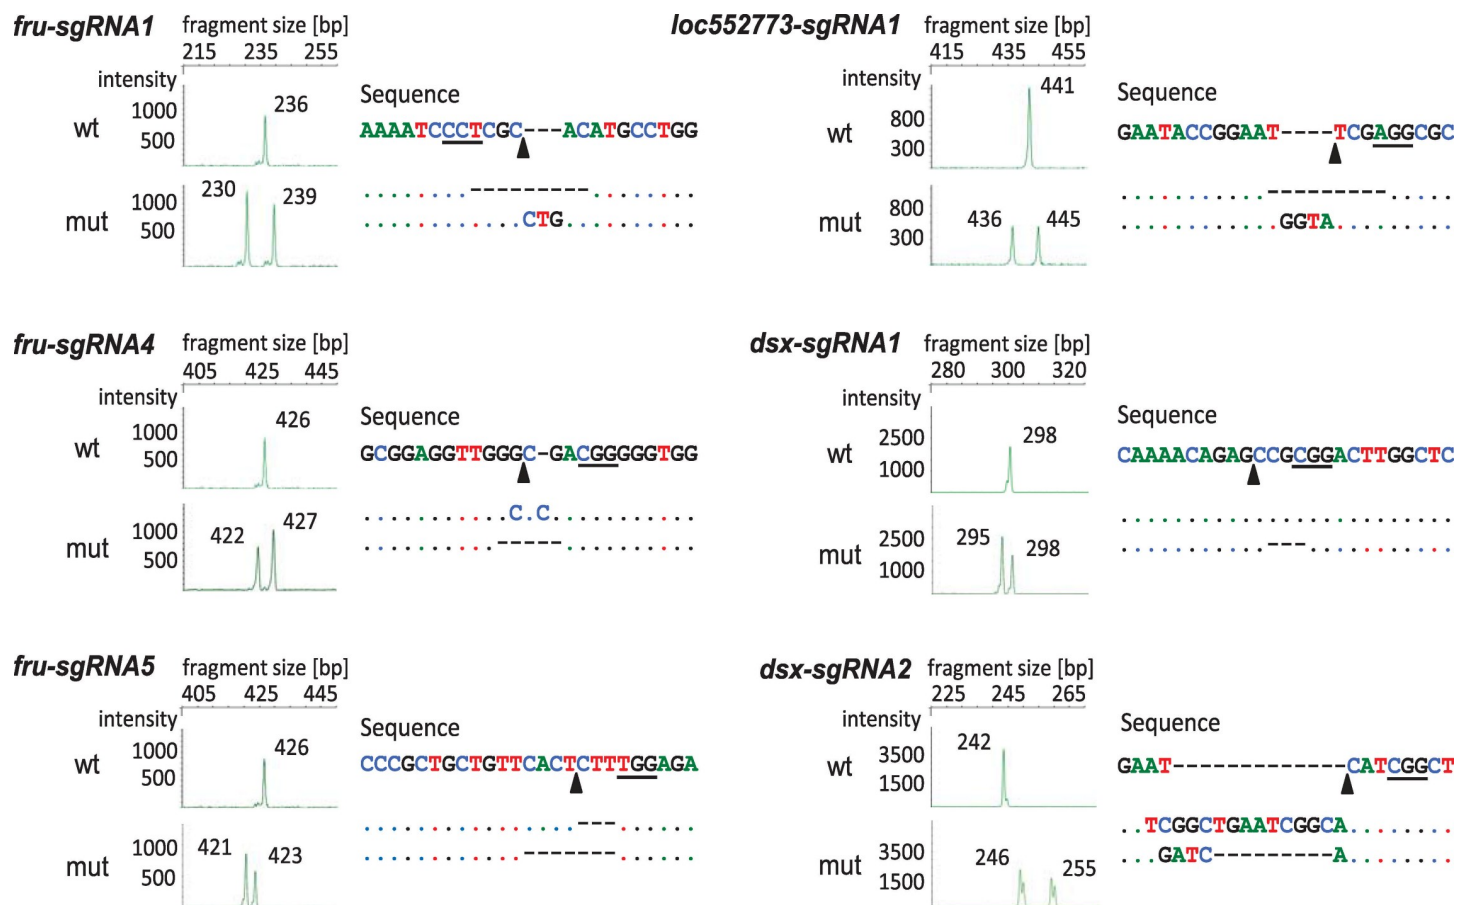 fru-sgRNA1
fragment size [bp]
215 235 255
intensity
1000
500
wt
236
Sequence
AAAATCCCTCGC---ACATGCCTGG
mut
1000
500
230
239
---------
CTG
loc552773-sgRNA1
fragment size [bp]
415 435 455
intensity
800
300
wt
441
Sequence
GAATACCGGAAT----TCGAGGCGC
mut
800
300
436
445
---------
GGTA
fru-sgRNA4
fragment size [bp]
405 425 445
intensity
1000
500
wt
426
Sequence
GCGGAGGTTGGGC-GACGGGGGTGG
mut
1000
500
422
427
C.C
-----
dsx-sgRNA1
fragment size [bp]
280 300 320
intensity
2500
1000
wt
298
Sequence
CAAAACAGAGCCGCGGACTTGGCTC
mut
2500
1000
295
298
---
fru-sgRNA5
fragment size [bp]
405 425 445
intensity
1000
500
wt
426
Sequence
CCCGCTGCTGTTCACTCTTTGGAGA
mut
1000
500
421
423
---
-------
dsx-sgRNA2
fragment size [bp]
225 245 265
intensity
3500
1500
wt
242
Sequence
GAAT-------------CATCGGCT
mut
3500
1500
246
255
..TCGGCTGAATCGGCA........
...GATC---------A........